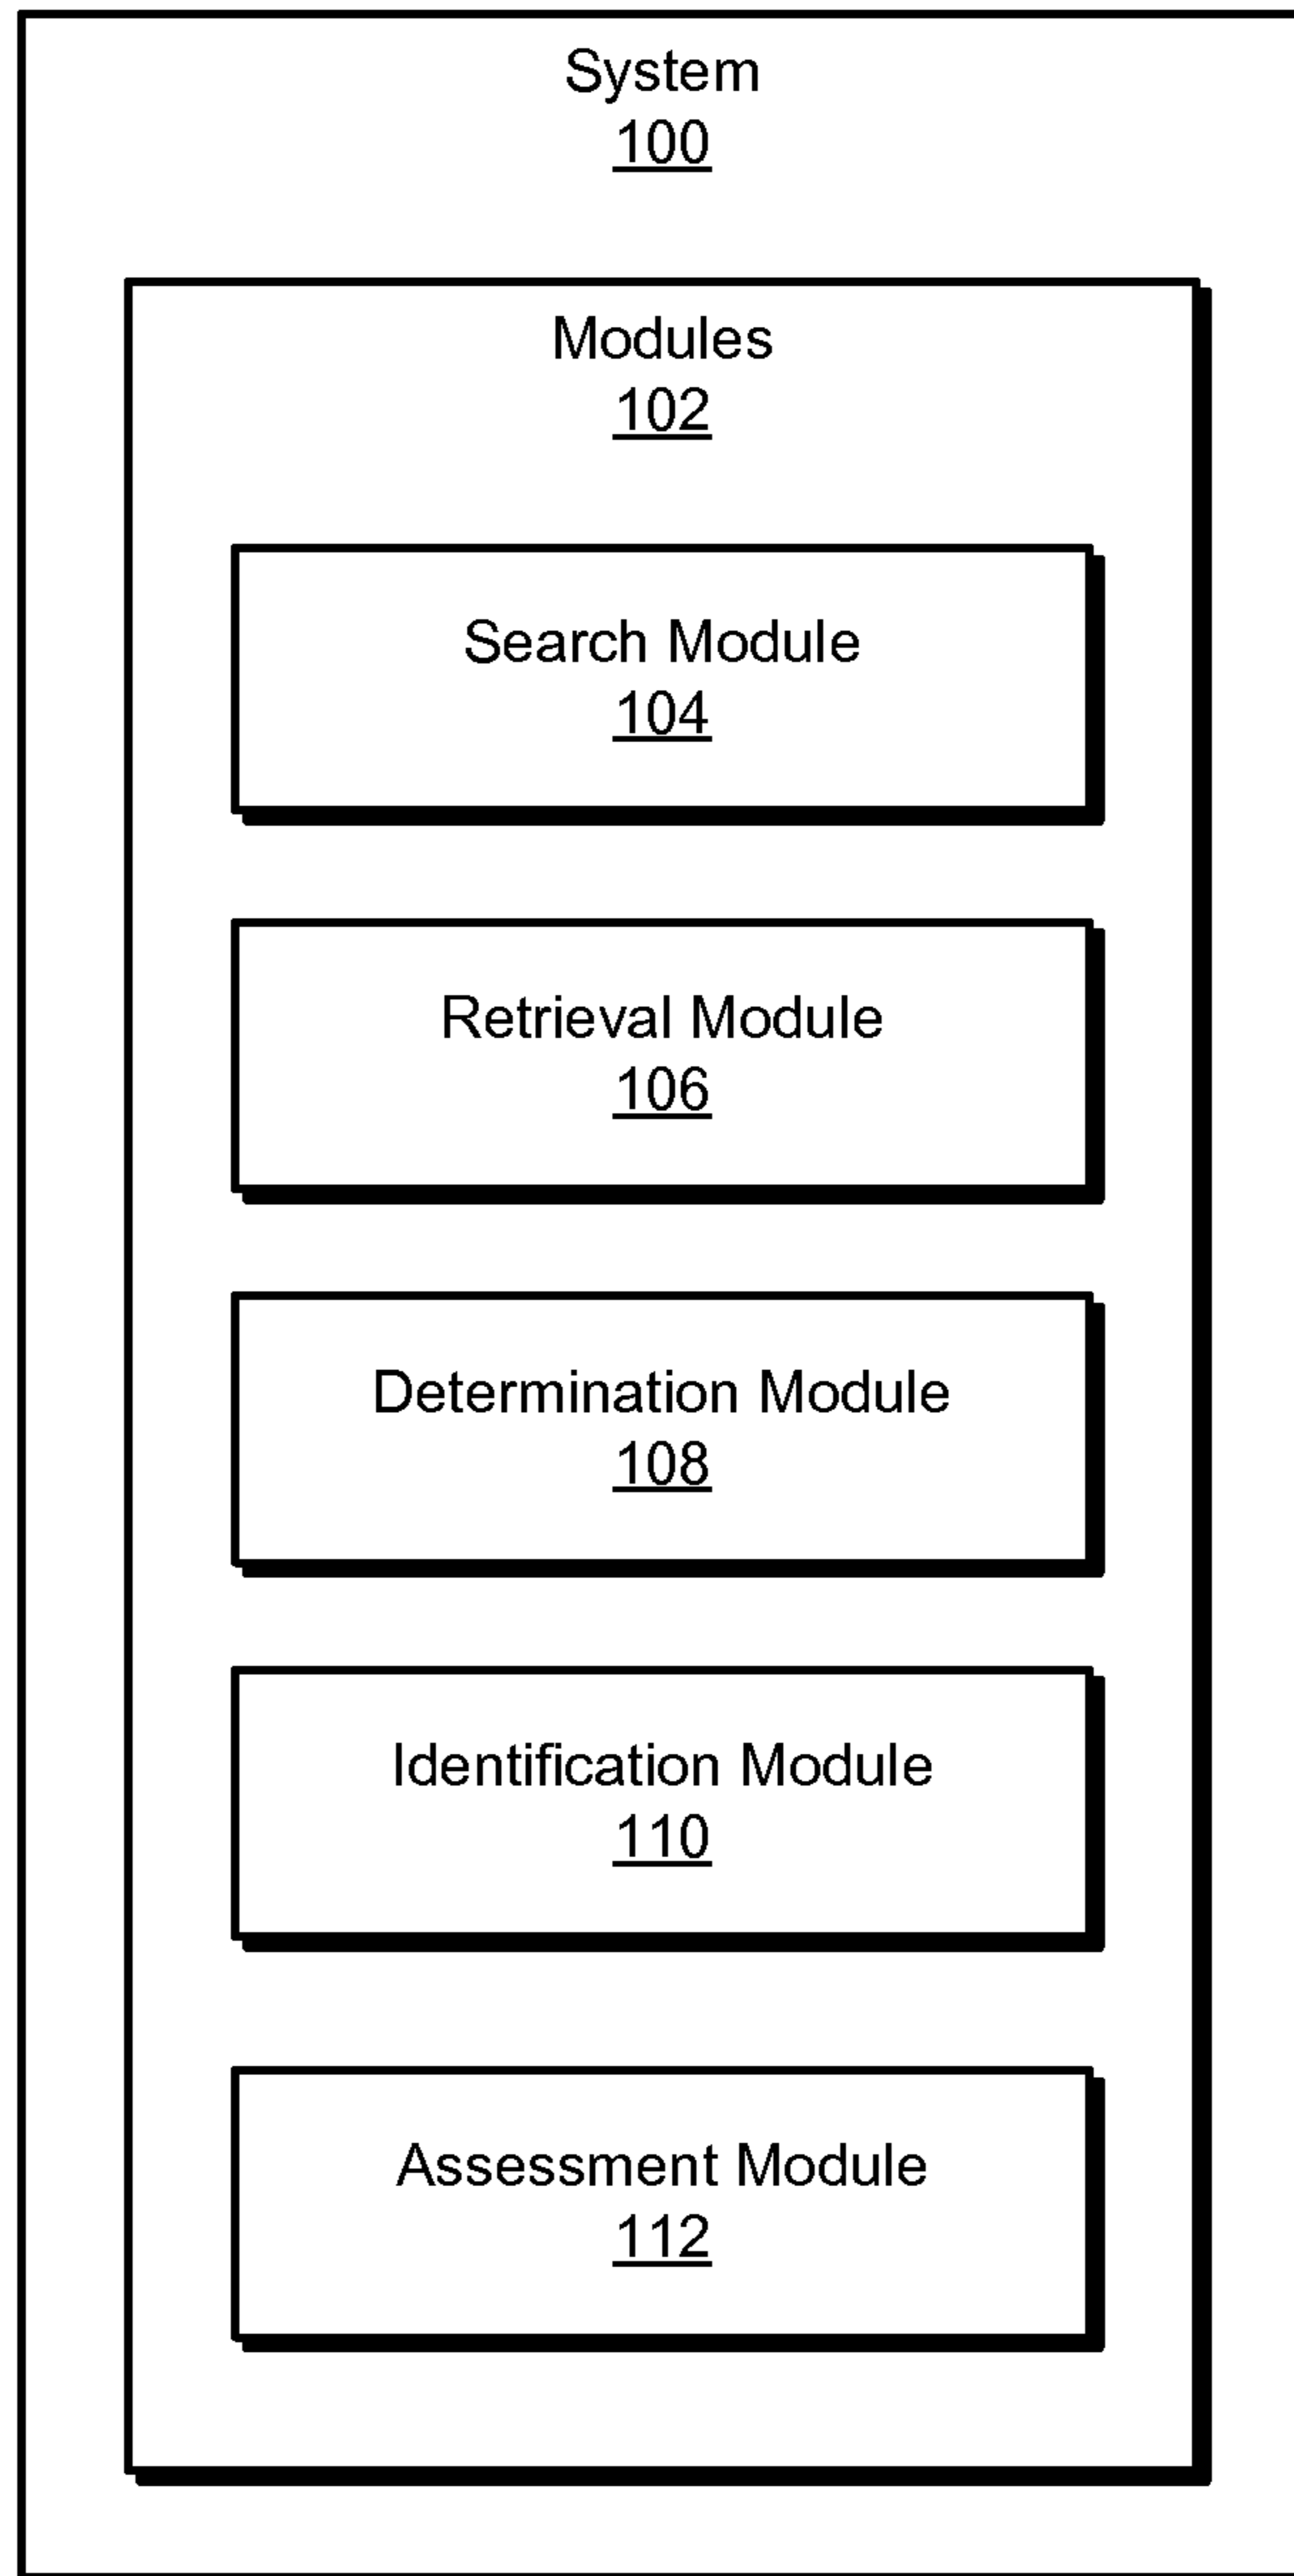 System
100
Modules
102
Search Module
104
Retrieval Module
106
Determination Module
108
Identification Module
110
Assessment Module
112